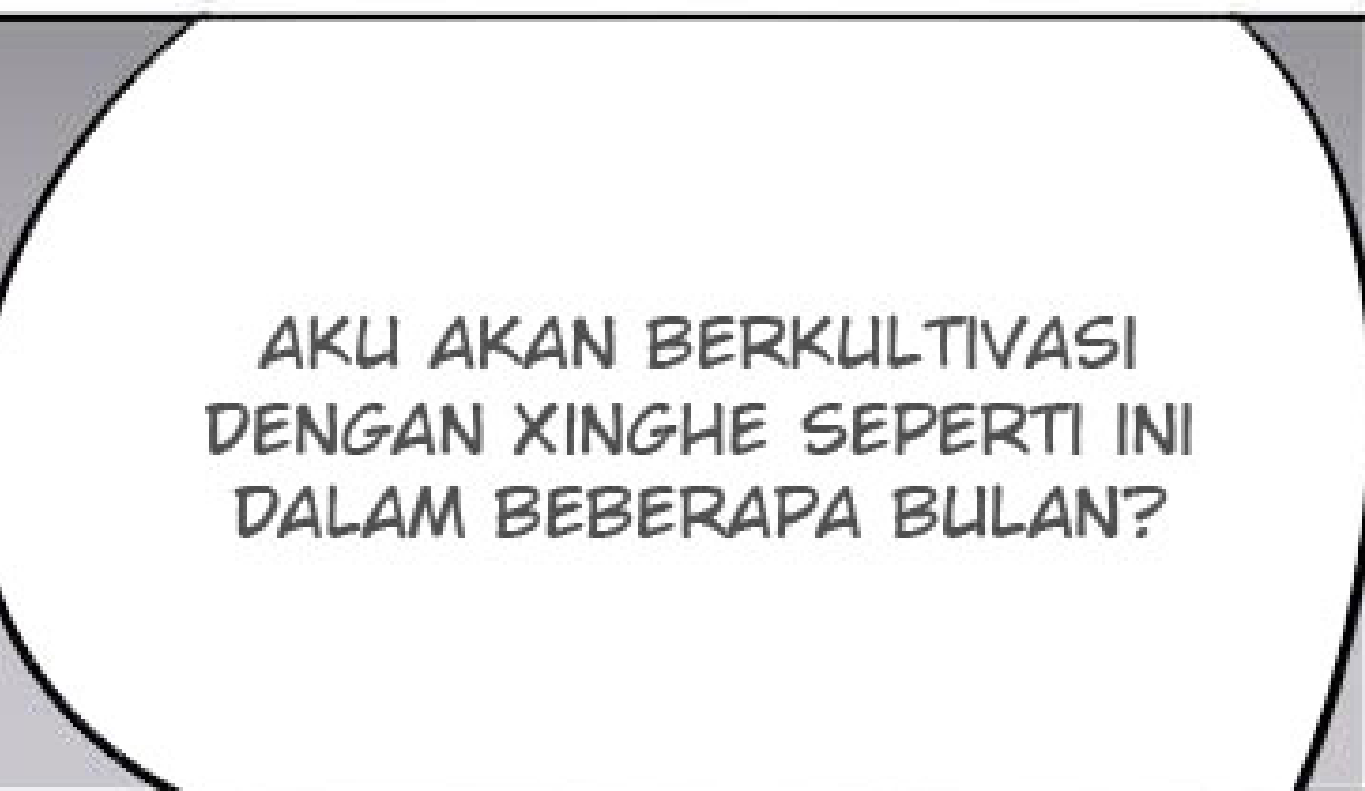 AKU AKAN BERKULTIVASI
DENGAN XINGHE SEPERTI INI
DALAM BEBERAPA BULAN?